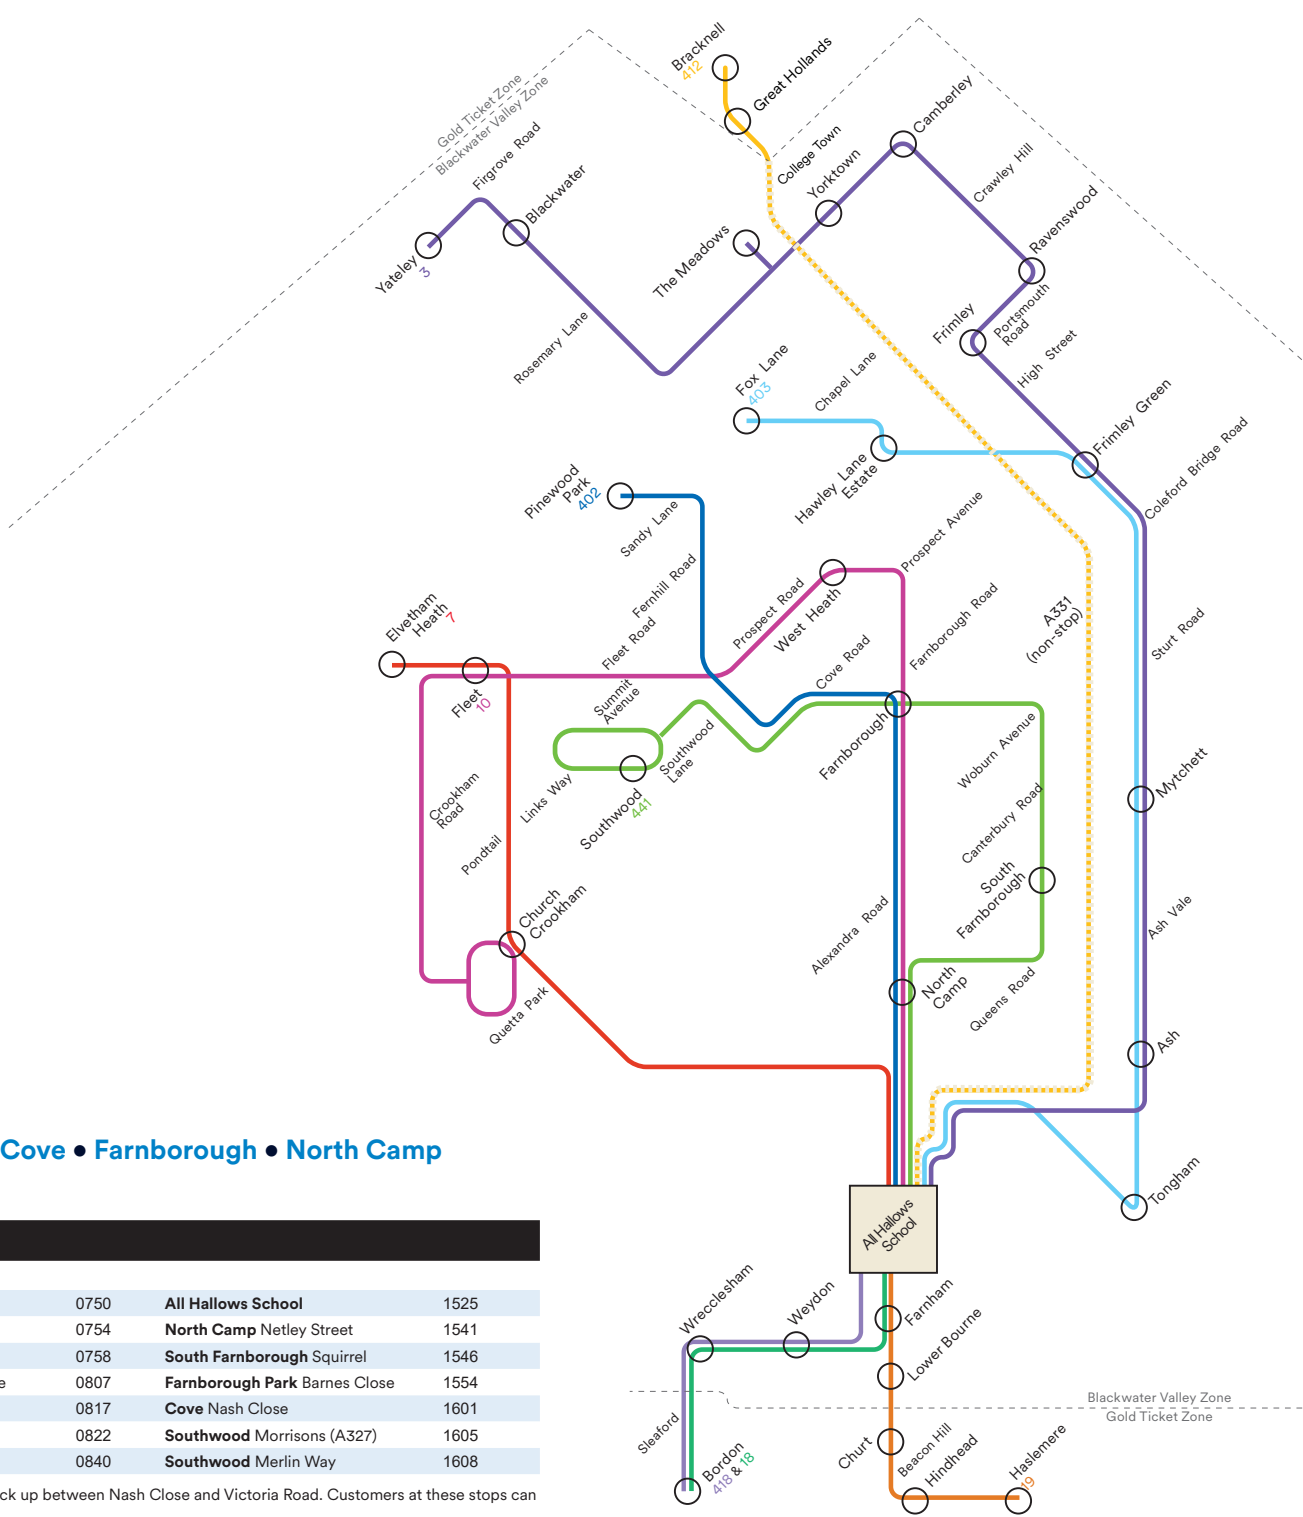 Bracknell
412
Great Hollands
Gold Ticket Zone
Blackwater Valley Zone
Firgrove Road
Blackwater
Yateley
3
Rosemary Lane
College Town
Yorktown
The Meadows
Camberley
Crawley Hill
Ravenswood
Portsmouth
Road
Frimley
High Street
Fox Lane
403
Chapel Lane
Hawley Lane
Estate
Frimley Green
Coleford Bridge Road
Pinewood
Park
402
Sandy Lane
Fernhill Road
Fleet Road
Prospect Road
West Heath
Prospect Avenue
Farnborough Road
A331
(non-stop)
Sturt Road
Elvetham
Heath
7
Fleet
10
Summit
Avenue
Cove Road
Farnborough
Southwood
Lane
Links Way
Southwood
441
Woburn Avenue
Canterbury Road
South
Farnborough
Mytchett
Crookham
Road
Pondtail
Church
Crookham
Quetta Park
Alexandra Road
North
Camp
Queens Road
Ash Vale
Ash
Tongham
All Hallows
School
Cove ● Farnborough ● North Camp
0750 All Hallows School 1525
0754 North Camp Netley Street 1541
0758 South Farnborough Squirrel 1546
e 0807 Farnborough Park Barnes Close 1554
0817 Cove Nash Close 1601
0822 Southwood Morrisons (A327) 1605
0840 Southwood Merlin Way 1608
ck up between Nash Close and Victoria Road. Customers at these stops can
Wrecclesham
Weydon
Farnham
Lower Bourne
Blackwater Valley Zone
Gold Ticket Zone
Sleaford
Bordon
418 & 18
Churt
Beacon Hill
Hindhead
Haslemere
19